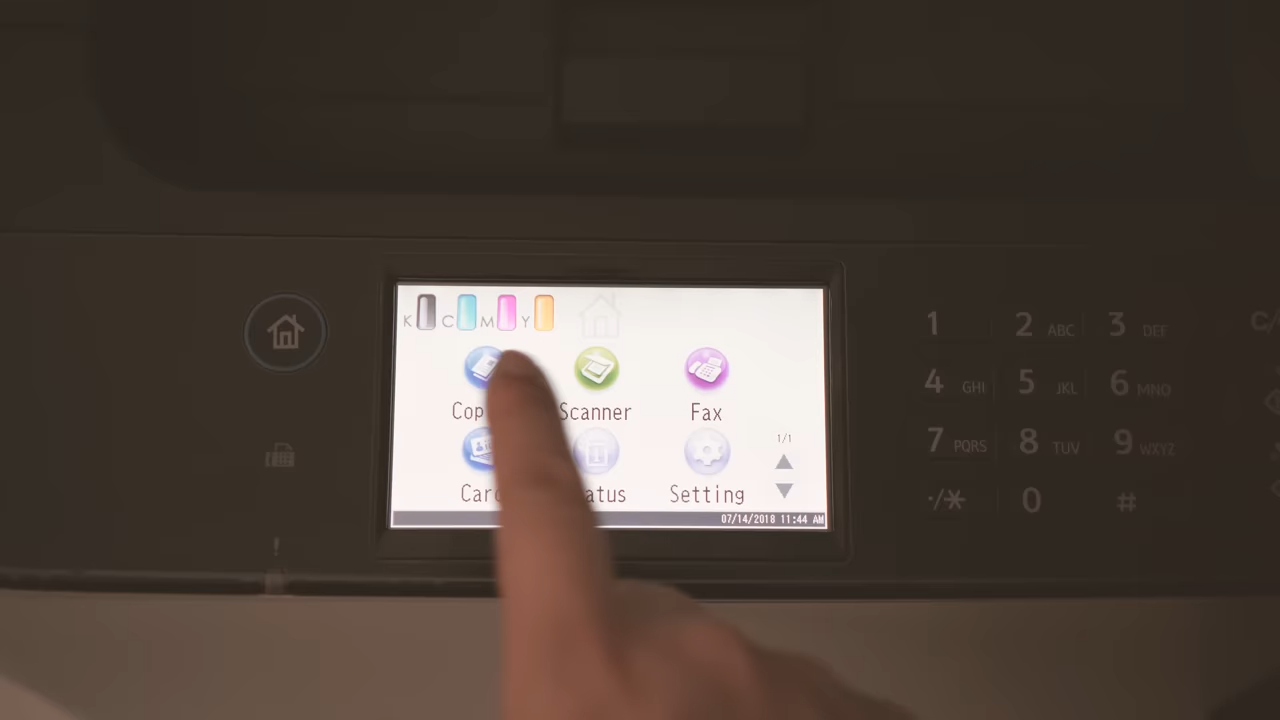 K C M Y
Scanner Fax
1/1
Setting
07/14/2018 11:44 AM
1 2 ABC 3 DEF
4 GHI 5 JKL 6 MNO
7 PQRS 8 TUV 9 WXYZ
·/* 0 #
!